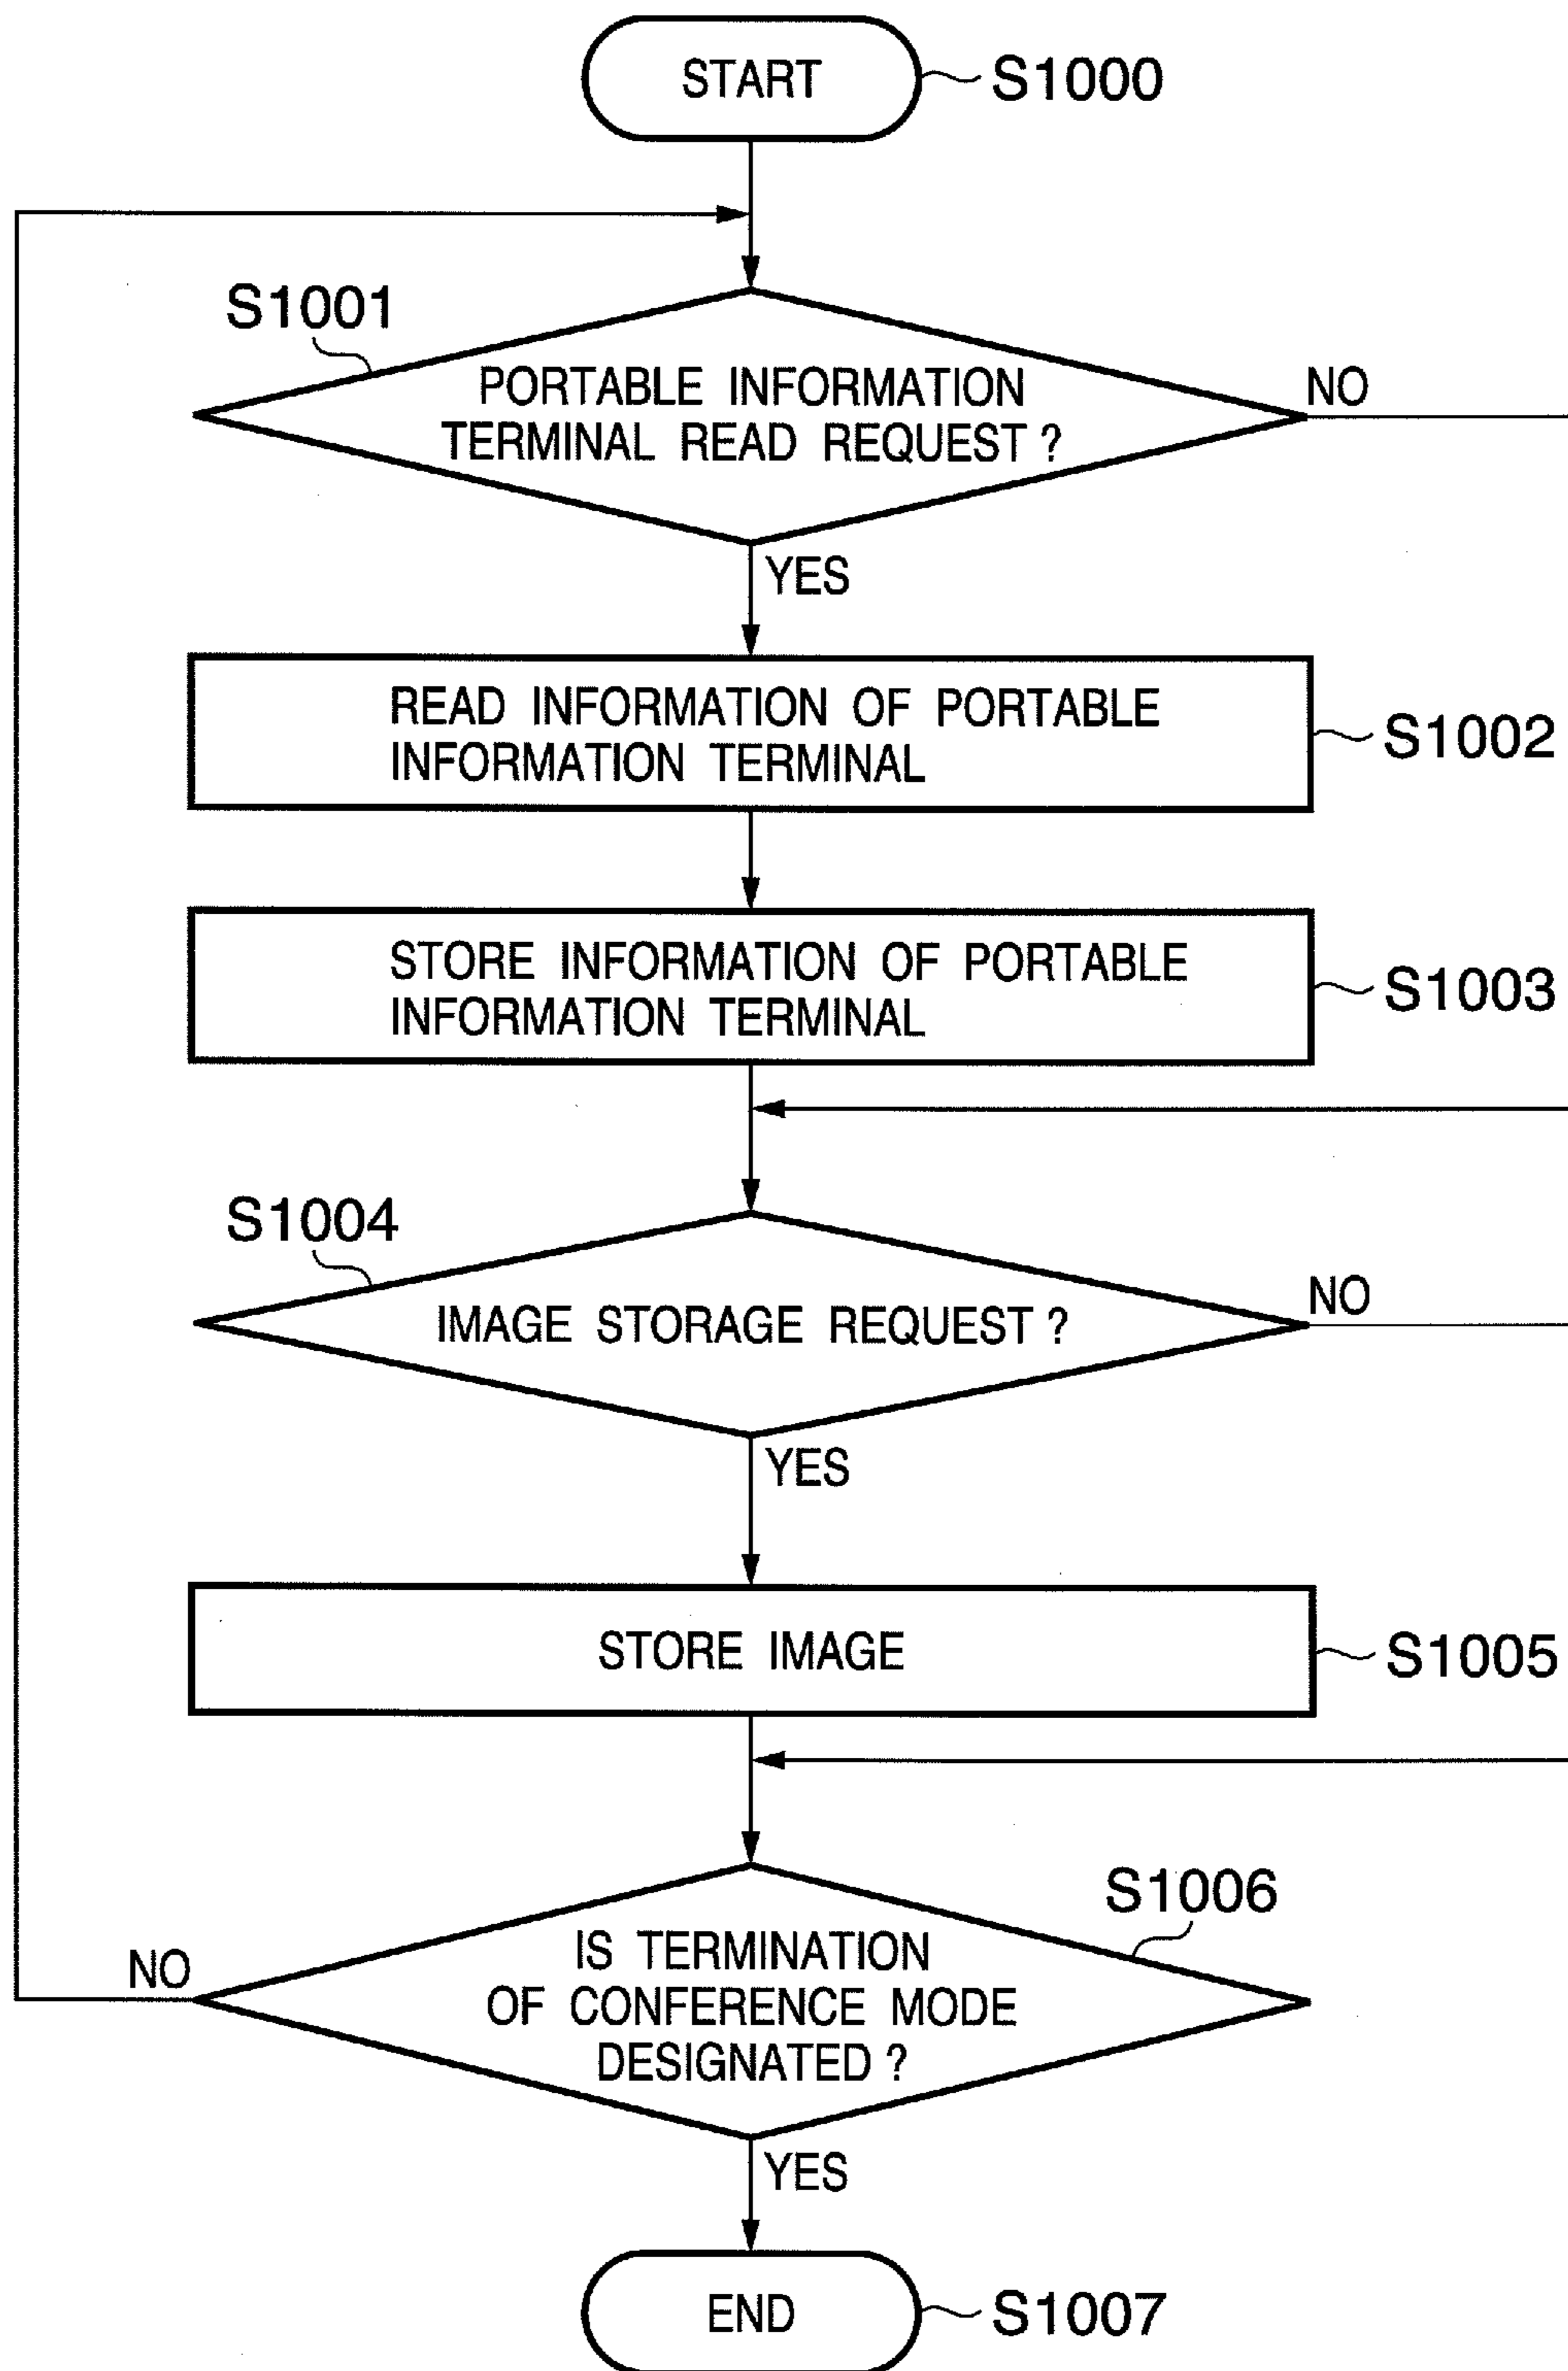 START
S1000
S1001
PORTABLE INFORMATION
TERMINAL READ REQUEST ?
NO
YES
READ INFORMATION OF PORTABLE
INFORMATION TERMINAL
S1002
STORE INFORMATION OF PORTABLE
INFORMATION TERMINAL
S1003
S1004
IMAGE STORAGE REQUEST ?
NO
YES
STORE IMAGE
S1005
S1006
IS TERMINATION
OF CONFERENCE MODE
DESIGNATED ?
NO
YES
END
S1007